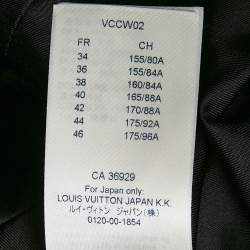 VCCW02
FR CH
34 155/80A
36 155/84A
38 160/84A
40 165/88A
42 170/88A
44 175/92A
46 175/96A
CA 36929
For Japan only:
LOUIS VUITTON JAPAN K.K.
ルイ・ヴィトン ジャパン(株)
0120-00-1854